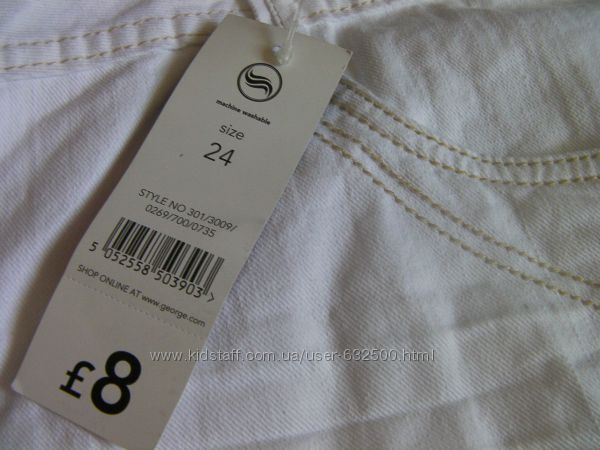 machine washable
size
24
STYLE NO 301/3009/
0269/700/0735
5 052558 503903 >
SHOP ONLINE AT www.george.com
£8
www.kidstaff.com.ua/user-632500.html